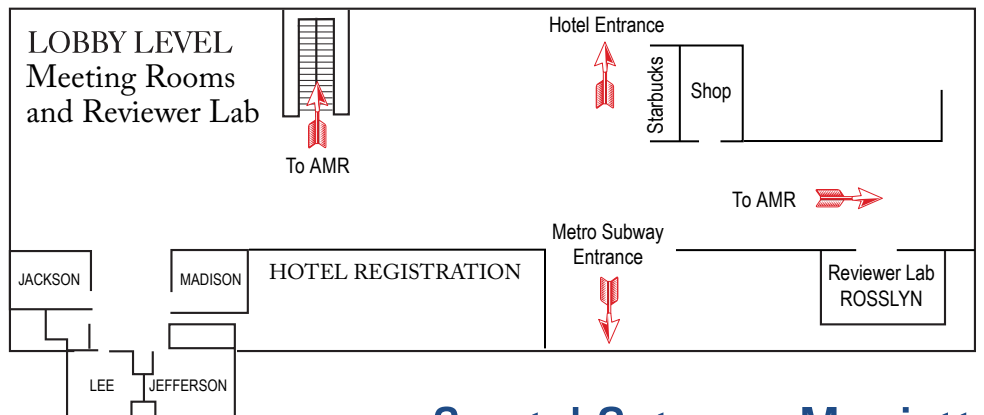 LOBBY LEVEL
Meeting Rooms
and Reviewer Lab
To AMR
Hotel Entrance
Starbucks
Shop
To AMR
Metro Subway
Entrance
JACKSON
MADISON
HOTEL REGISTRATION
Reviewer Lab
ROSSLYN
LEE
JEFFERSON